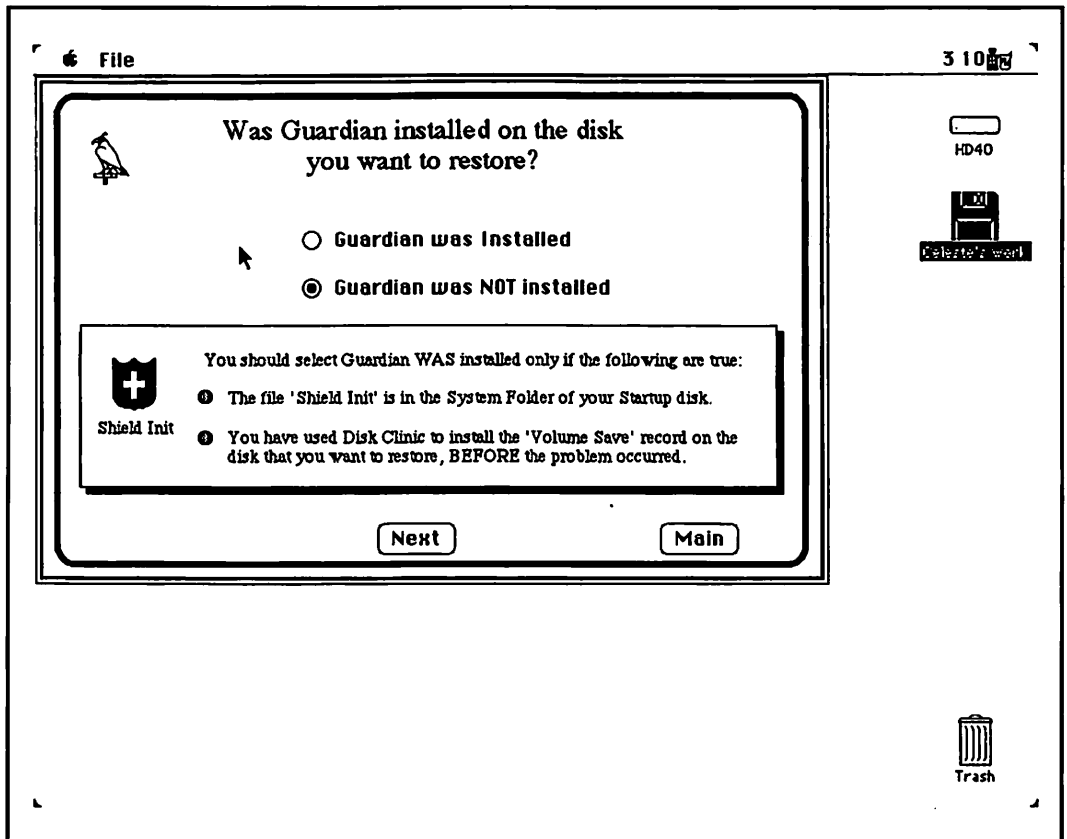 File
3 10
Was Guardian installed on the disk
you want to restore?
HD40
Celeste's work
Guardian was Installed
Guardian was NOT installed
You should select Guardian WAS installed only if the following are true:
The file 'Shield Init' is in the System Folder of your Startup disk.
Shield Init
You have used Disk Clinic to install the 'Volume Save' record on the
disk that you want to restore, BEFORE the problem occurred.
Next
Main
Trash